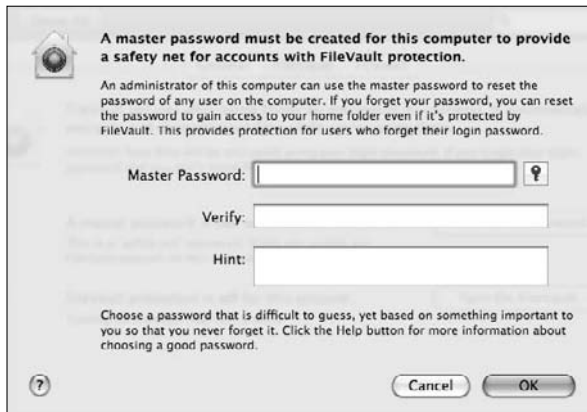 A master password must be created for this computer to provide
a safety net for accounts with FileVault protection.
An administrator of this computer can use the master password to reset the
password of any user on the computer. If you forget your password, you can reset
the password to gain access to your home folder even if it's protected by
FileVault. This provides protection for users who forget their login password.
Master Password:
Verify:
Hint:
Choose a password that is difficult to guess, yet based on something important to
you so that you never forget it. Click the Help button for more information about
choosing a good password.
?
Cancel
OK